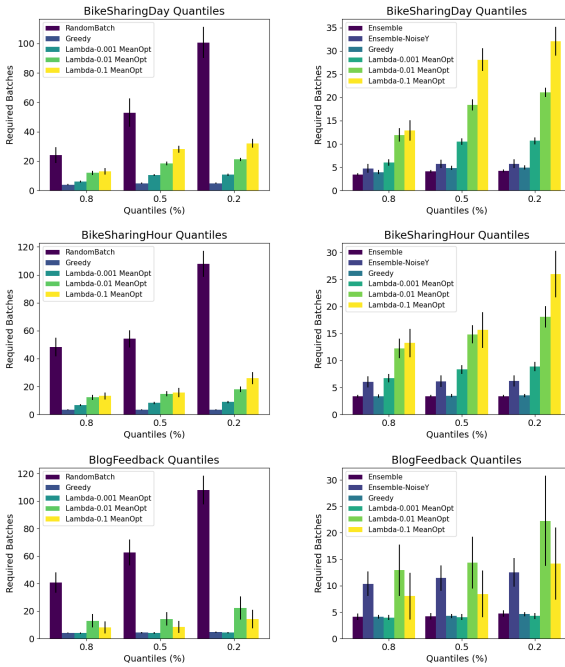 BikeSharingDay Quantiles
Required Batches
100
80
60
40
20
0
RandomBatch
Greedy
Lambda-0.001 MeanOpt
Lambda-0.01 MeanOpt
Lambda-0.1 MeanOpt
0.8 0.5 0.2
Quantiles (%)
BikeSharingDay Quantiles
Required Batches
35
30
25
20
15
10
5
0
Ensemble
Ensemble-NoiseY
Greedy
Lambda-0.001 MeanOpt
Lambda-0.01 MeanOpt
Lambda-0.1 MeanOpt
0.8 0.5 0.2
Quantiles (%)
BikeSharingHour Quantiles
Required Batches
120
100
80
60
40
20
0
RandomBatch
Greedy
Lambda-0.001 MeanOpt
Lambda-0.01 MeanOpt
Lambda-0.1 MeanOpt
0.8 0.5 0.2
Quantiles (%)
BikeSharingHour Quantiles
Required Batches
30
25
20
15
10
5
0
Ensemble
Ensemble-NoiseY
Greedy
Lambda-0.001 MeanOpt
Lambda-0.01 MeanOpt
Lambda-0.1 MeanOpt
0.8 0.5 0.2
Quantiles (%)
BlogFeedback Quantiles
Required Batches
120
100
80
60
40
20
0
RandomBatch
Greedy
Lambda-0.001 MeanOpt
Lambda-0.01 MeanOpt
Lambda-0.1 MeanOpt
0.8 0.5 0.2
Quantiles (%)
BlogFeedback Quantiles
Required Batches
30
25
20
15
10
5
0
Ensemble
Ensemble-NoiseY
Greedy
Lambda-0.001 MeanOpt
Lambda-0.01 MeanOpt
Lambda-0.1 MeanOpt
0.8 0.5 0.2
Quantiles (%)